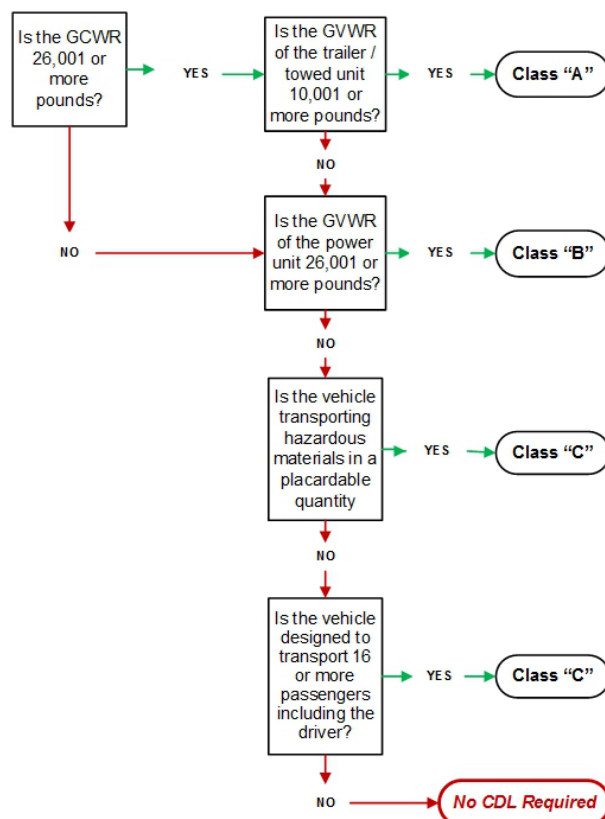 Is the GCWR
26,001 or
more
pounds?
YES
Is the GVWR
of the trailer /
towed unit
10,001 or
more pounds?
YES
Class “A”
NO
NO
Is the GVWR
of the power
unit 26,001 or
more pounds?
YES
Class “B”
NO
Is the vehicle
transporting
hazardous
materials in a
placardable
quantity
YES
Class “C”
NO
Is the vehicle
designed to
transport 16
or more
passengers
including the
driver?
YES
Class “C”
NO
No CDL Required